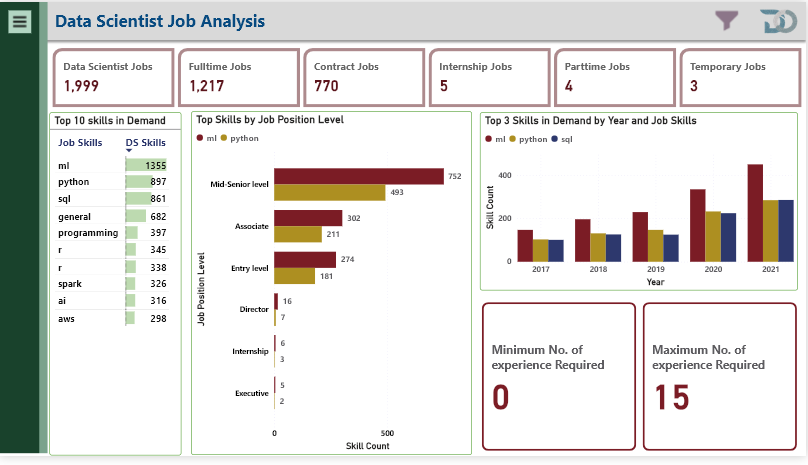 Data Scientist Job Analysis
Data Scientist Jobs
1,999
Fulltime Jobs
1,217
Contract Jobs
770
Internship Jobs
5
Parttime Jobs
4
Temporary Jobs
3
Top 10 skills in Demand
Job Skills DS Skills
ml 1355
python 897
sql 861
general 682
programming 397
r 345
r 338
spark 326
ai 316
aws 298
Top Skills by Job Position Level
ml python
Job Position Level
Mid-Senior level 752
493
Associate 302
211
Entry level 274
181
Director 16
7
Internship 6
3
Executive 5
2
0 500
Skill Count
Top 3 Skills in Demand by Year and Job Skills
ml python sql
Skill Count
400
200
0
2017 2018 2019 2020 2021
Year
Minimum No. of
experience Required
0
Maximum No. of
experience Required
15